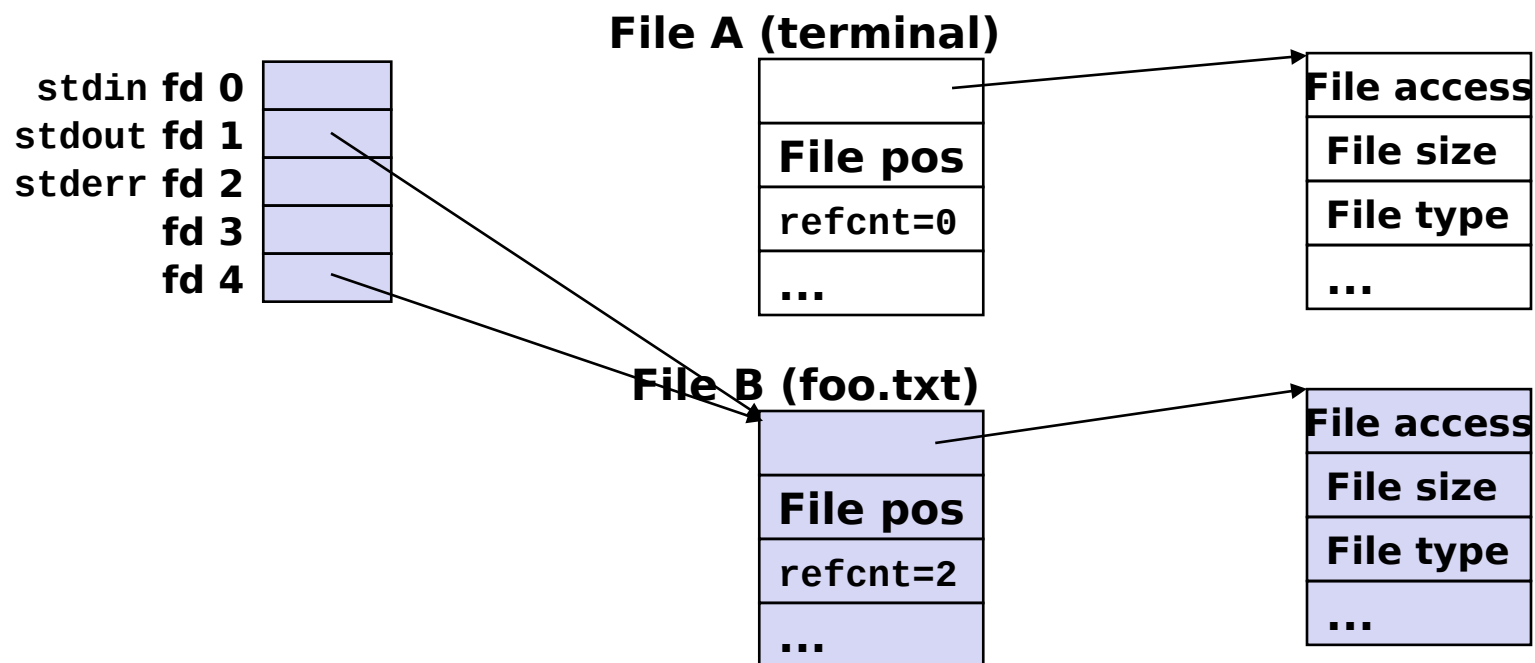 File A (terminal)
stdin fd 0
stdout fd 1
stderr fd 2
fd 3
fd 4
File pos
refcnt=0
...
File access
File size
File type
...
File B (foo.txt)
File pos
refcnt=2
...
File access
File size
File type
...